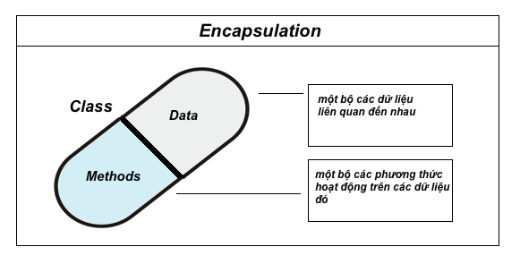 Encapsulation
Class
Data
Methods
một bộ các dữ liệu
liên quan đến nhau
một bộ các phương thức
hoạt động trên các dữ liệu
đó